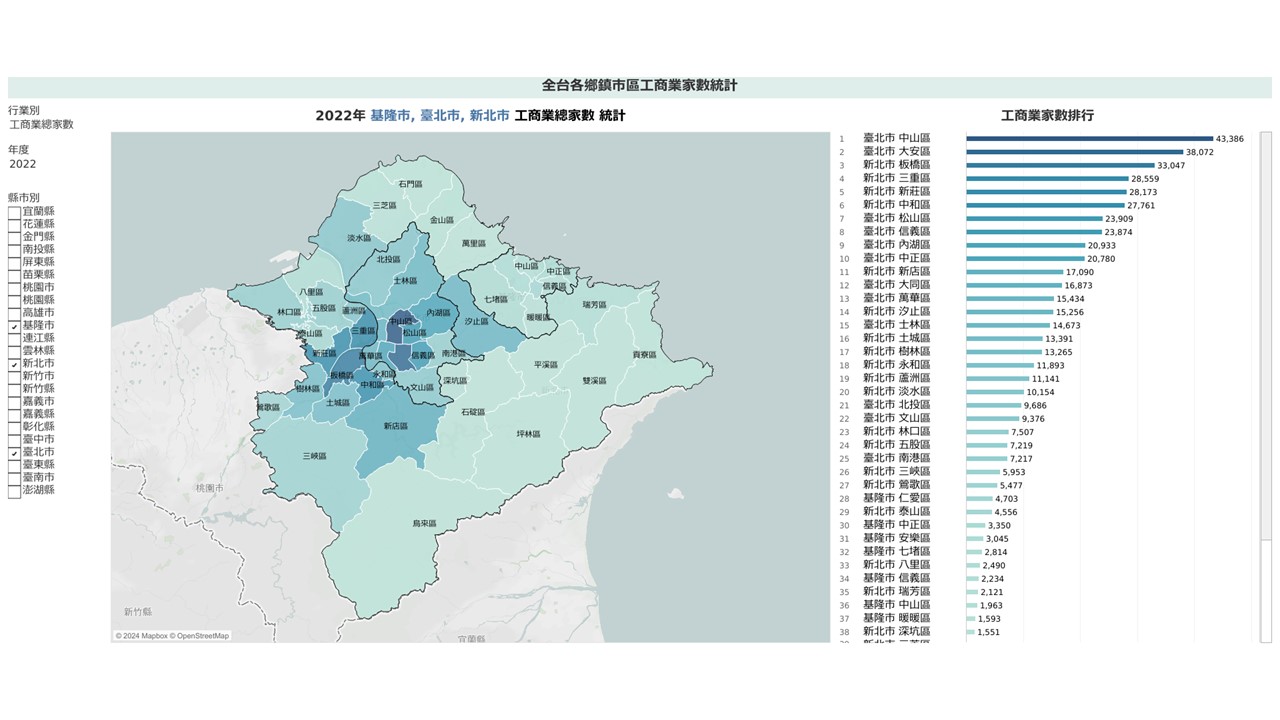 全台各鄉鎮市區工商業家數統計
行業別
工商業總家數
年度
2022
縣市別
宜蘭縣
花蓮縣
金門縣
南投縣
屏東縣
苗栗縣
桃園市
桃園縣
高雄市
基隆市
連江縣
雲林縣
新北市
新竹市
新竹縣
嘉義市
嘉義縣
彰化縣
臺中市
臺北市
臺東縣
臺南市
澎湖縣
2022年 基隆市, 臺北市, 新北市 工商業總家數 統計
石門區
三芝區
金山區
淡水區
萬里區
北投區
中山區
中正區
士林區
信義區
八里區
七堵區
瑞芳區
林口區
五股區
蘆洲區
內湖區
暖暖區
汐止區
中山區
泰山區
三重區
松山區
新莊區
萬華區
信義區
南港區
貢寮區
平溪區
板橋區
永和區
深坑區
雙溪區
樹林區
中和區
文山區
鶯歌區
土城區
石碇區
新店區
坪林區
三峽區
桃園市
烏來區
新竹縣
宜蘭縣
© 2024 Mapbox © OpenStreetMap
工商業家數排行
1 臺北市 中山區 43,386
2 臺北市 大安區 38,072
3 新北市 板橋區 33,047
4 新北市 三重區 28,559
5 新北市 新莊區 28,173
6 新北市 中和區 27,761
7 臺北市 松山區 23,909
8 臺北市 信義區 23,874
9 臺北市 內湖區 20,933
10 臺北市 中正區 20,780
11 新北市 新店區 17,090
12 臺北市 大同區 16,873
13 臺北市 萬華區 15,434
14 新北市 汐止區 15,256
15 臺北市 士林區 14,673
16 新北市 土城區 13,391
17 新北市 樹林區 13,265
18 新北市 永和區 11,893
19 新北市 蘆洲區 11,141
20 新北市 淡水區 10,154
21 臺北市 北投區 9,686
22 臺北市 文山區 9,376
23 新北市 林口區 7,507
24 新北市 五股區 7,219
25 臺北市 南港區 7,217
26 新北市 三峽區 5,953
27 新北市 鶯歌區 5,477
28 基隆市 仁愛區 4,703
29 新北市 泰山區 4,556
30 基隆市 中正區 3,350
31 基隆市 安樂區 3,045
32 基隆市 七堵區 2,814
33 新北市 八里區 2,490
34 基隆市 信義區 2,234
35 新北市 瑞芳區 2,121
36 基隆市 中山區 1,963
37 基隆市 暖暖區 1,593
38 新北市 深坑區 1,551